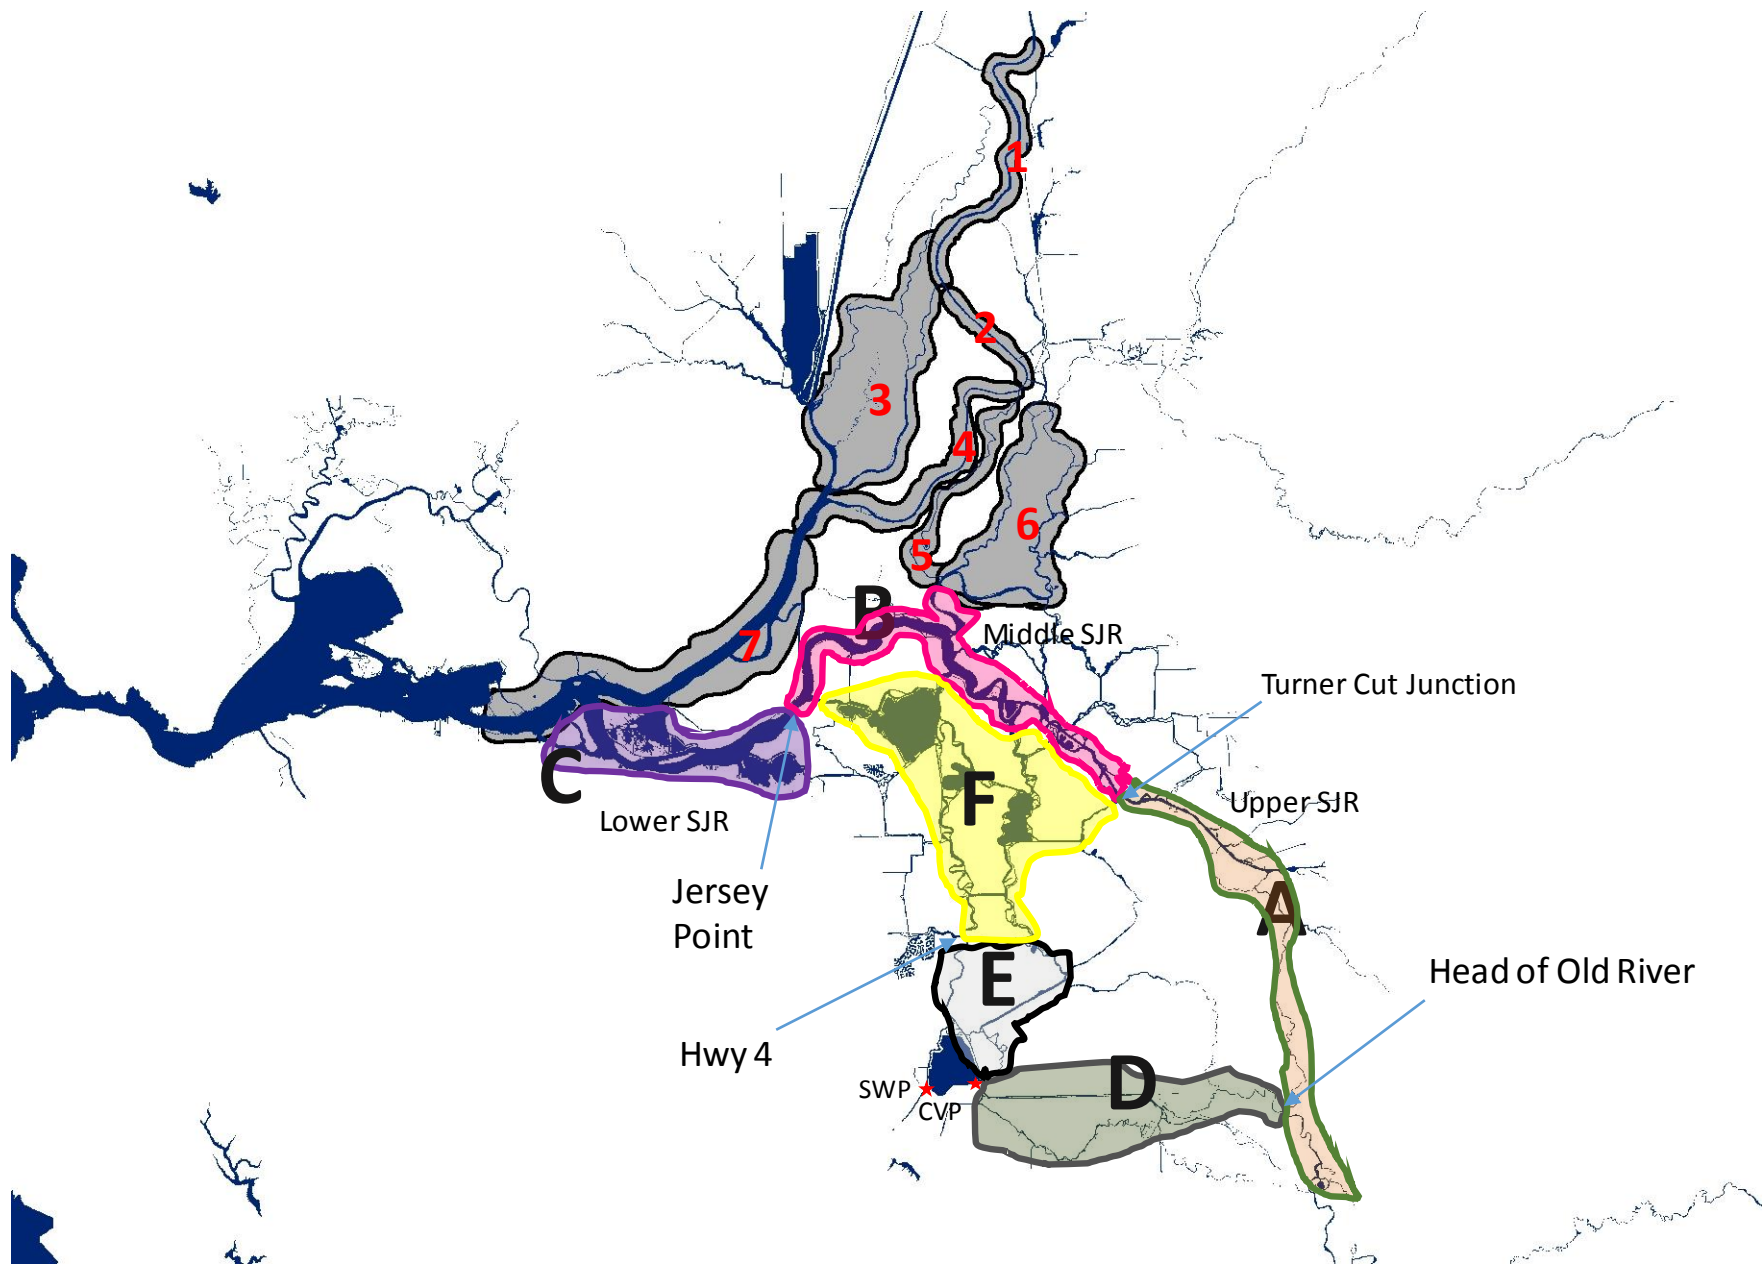 1
2
3
4
6
5
B
Middle SJR
7
Turner Cut Junction
C
F
Upper SJR
Lower SJR
Jersey
Point
A
E
Head of Old River
Hwy 4
D
SWP
CVP